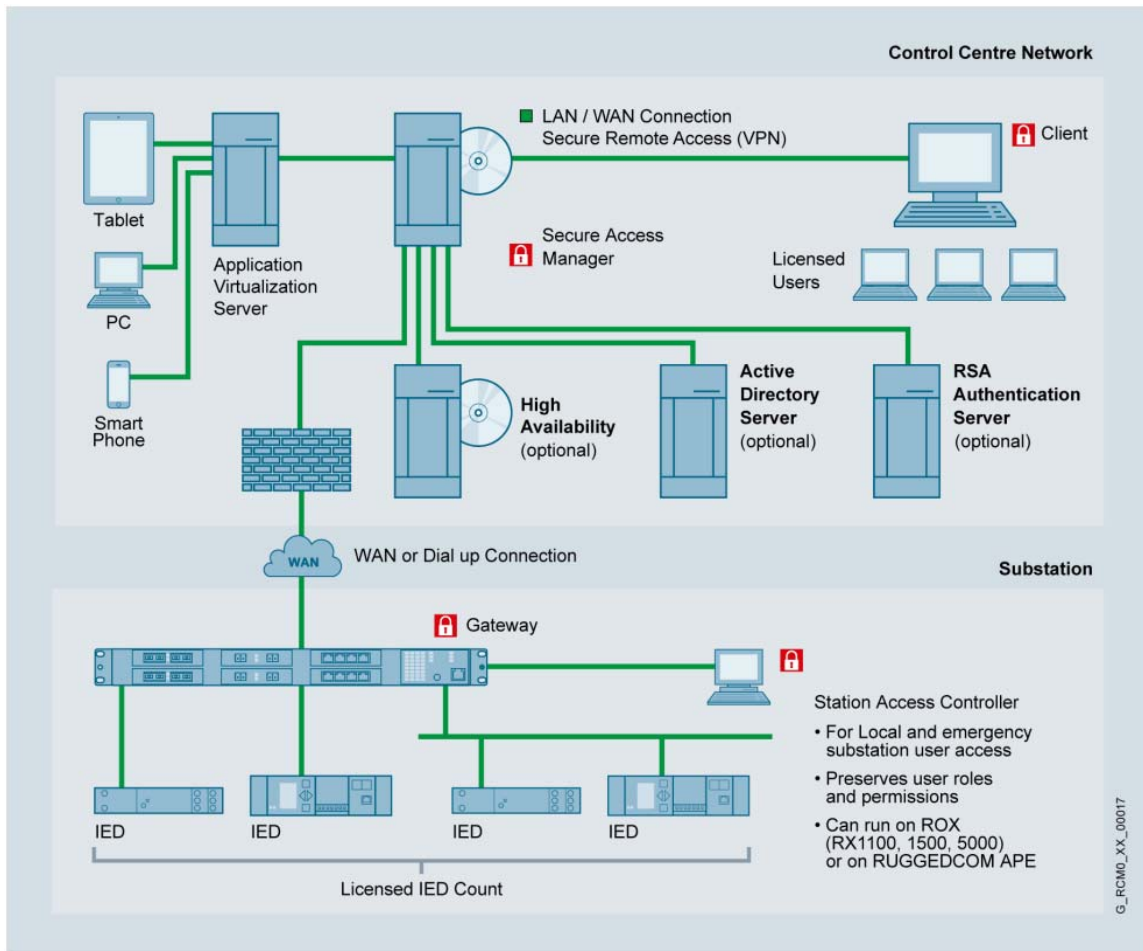 Control Centre Network
LAN / WAN Connection
Secure Remote Access (VPN)
Client
Tablet
Secure Access
Manager
Licensed
Users
Application
Virtualization
Server
PC
Smart
Phone
High
Availability
(optional)
Active
Directory
Server
(optional)
RSA
Authentication
Server
(optional)
WAN
WAN or Dial up Connection
Substation
Gateway
Station Access Controller
• For Local and emergency
substation user access
• Preserves user roles
and permissions
• Can run on ROX
(RX1100, 1500, 5000)
or on RUGGEDCOM APE
IED
IED
IED
IED
Licensed IED Count
G_RCM0_XX_00017